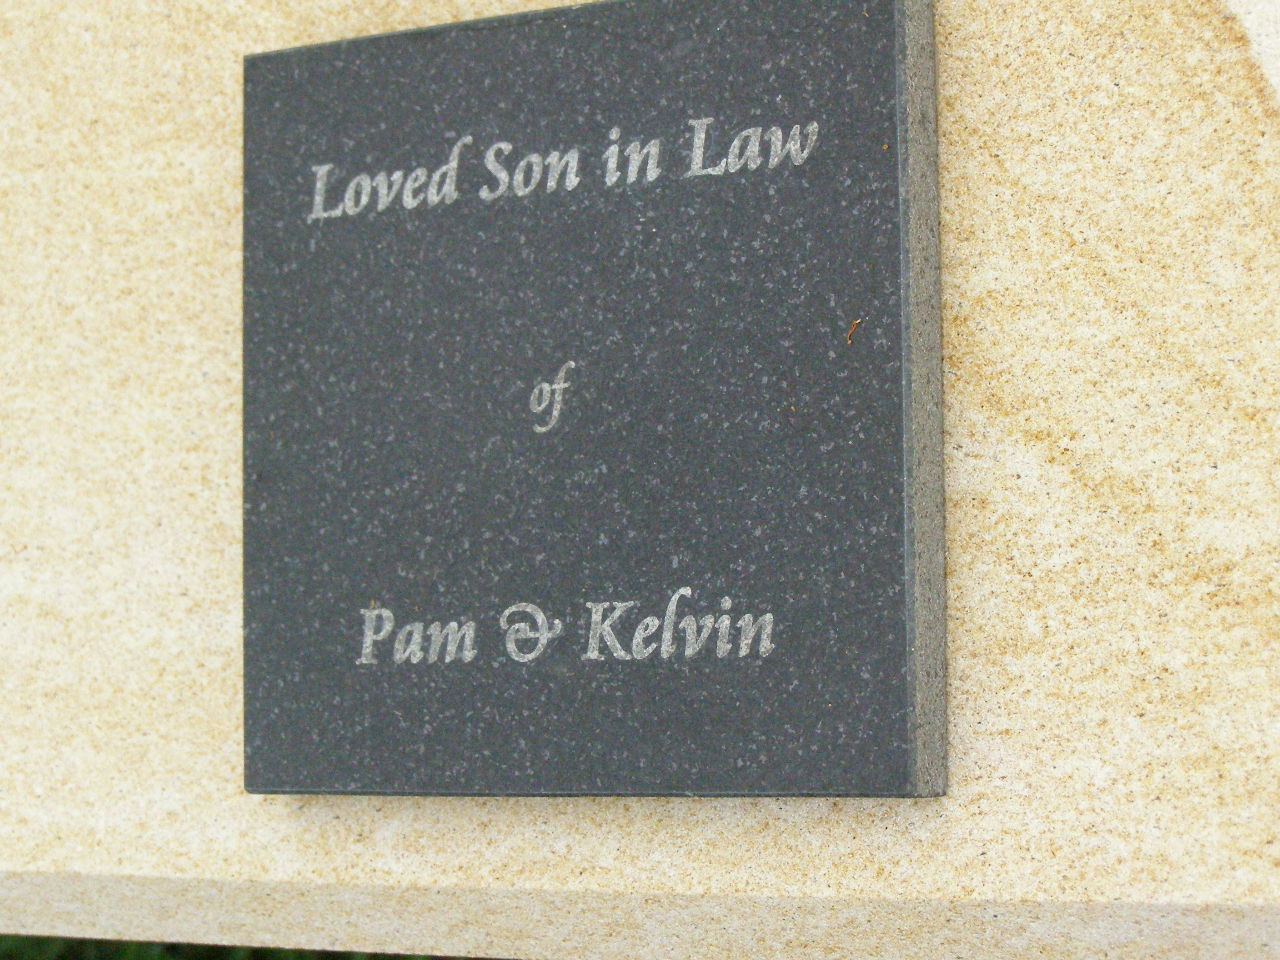 Loved Son in Law
of
Pam & Kelvin